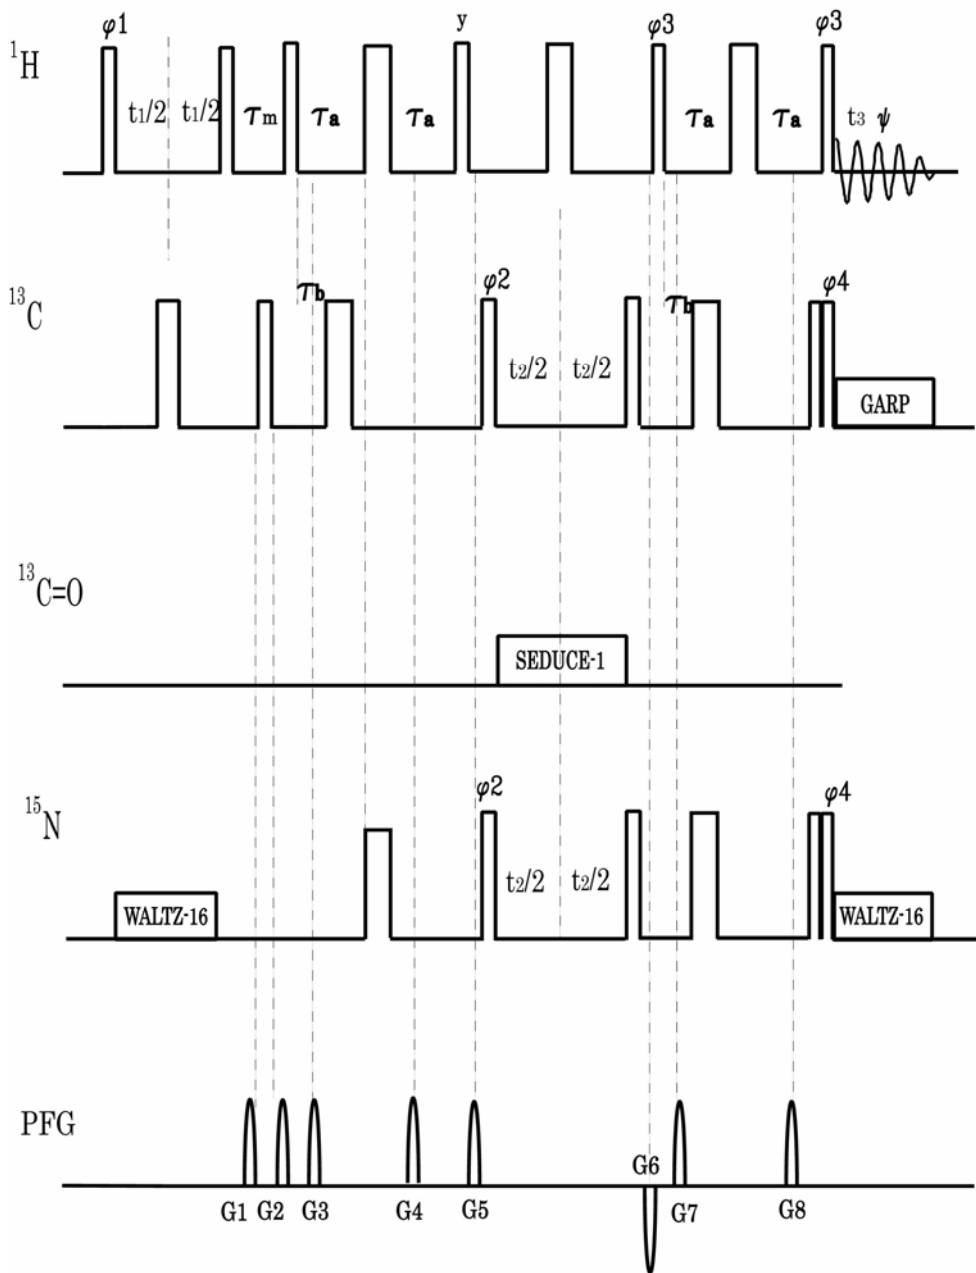 φ1 y φ3 φ3
¹H t₁/2 t₁/2 τm τa τa τa τa t₃ ψ
¹³C τb φ2 τb φ4
t₂/2 t₂/2 GARP
¹³C=O
SEDUCE-1
φ2 φ4
¹⁵N
t₂/2 t₂/2
WALTZ-16 WALTZ-16
PFG
G6
G1 G2 G3 G4 G5 G7 G8